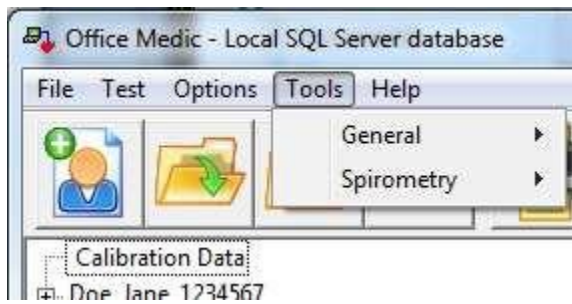 Office Medic - Local SQL Server database
File Test Options Tools Help
General
Spirometry
Calibration Data
Doe, Jane, 1234567